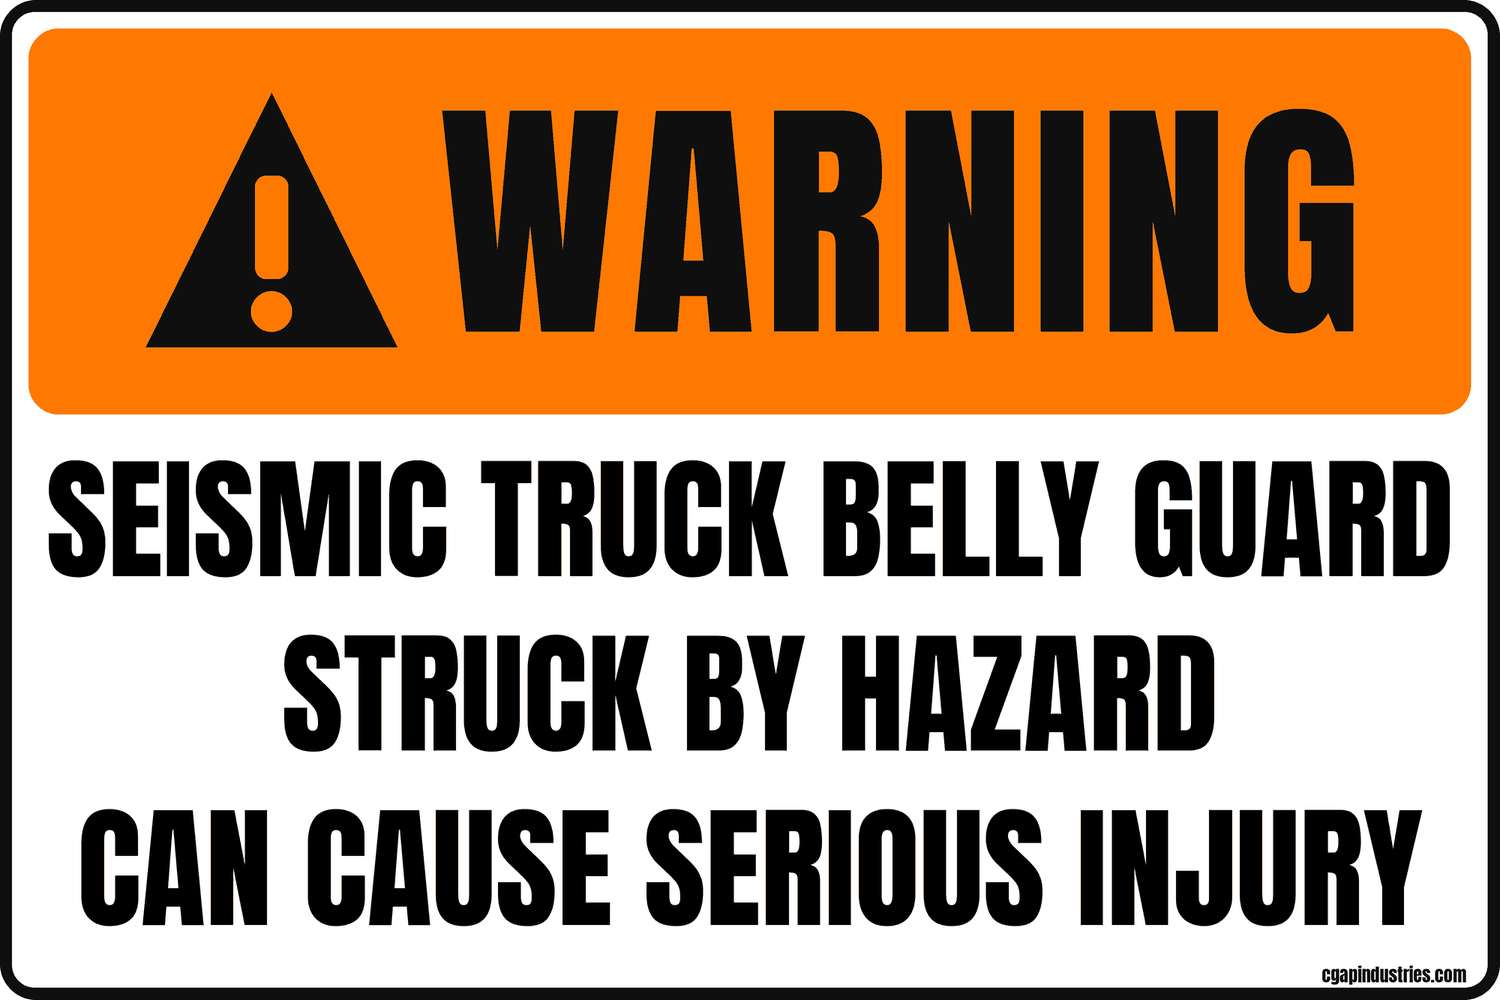 WARNING
SEISMIC TRUCK BELLY GUARD
STRUCK BY HAZARD
CAN CAUSE SERIOUS INJURY
cgapindustries.com